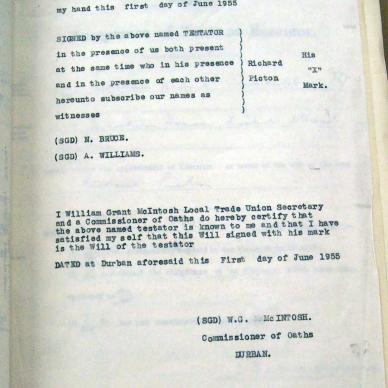 my hand this first day of June 1955
SIGNED by the above named TESTATOR
in the presence of us both present
at the same time who in his presence
and in the presence of each other
hereunto subscribe our names as
witnesses
Richard Picton
His
"X"
Mark.
(SGD) N. BRUCE.
(SGD) A. WILLIAMS.
I William Grant McIntosh Local Trade Union Secretary
and a Commissioner of Oaths do hereby certify that
the above named testator is known to me and that I have
satisfied my self that this Will signed with his mark
is the Will of the testator
DATED at Durban aforesaid this First day of June 1955
(SGD) W.G. McINTOSH.
Commissioner of Oaths
DURBAN.